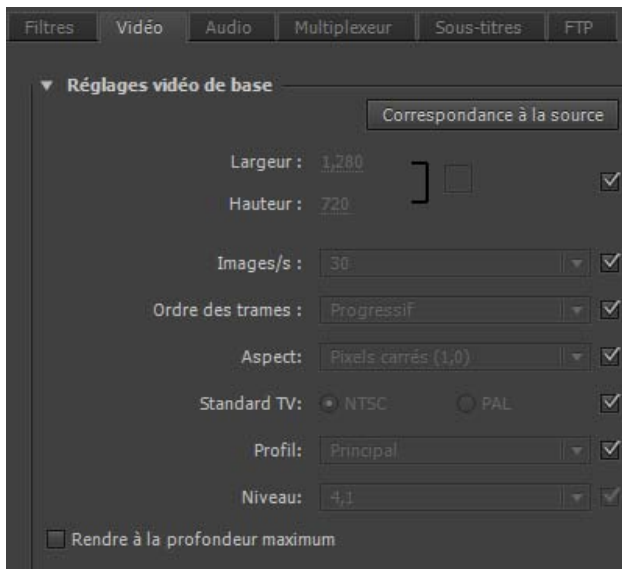 Filtres Vidéo Audio Multiplexeur Sous-titres FTP
Réglages vidéo de base
Correspondance à la source
Largeur : 1,280
Hauteur : 720
Images/s : 30
Ordre des trames : Progressif
Aspect: Pixels carrés (1,0)
Standard TV: NTSC PAL
Profil: Principal
Niveau: 4,1
Rendre à la profondeur maximum